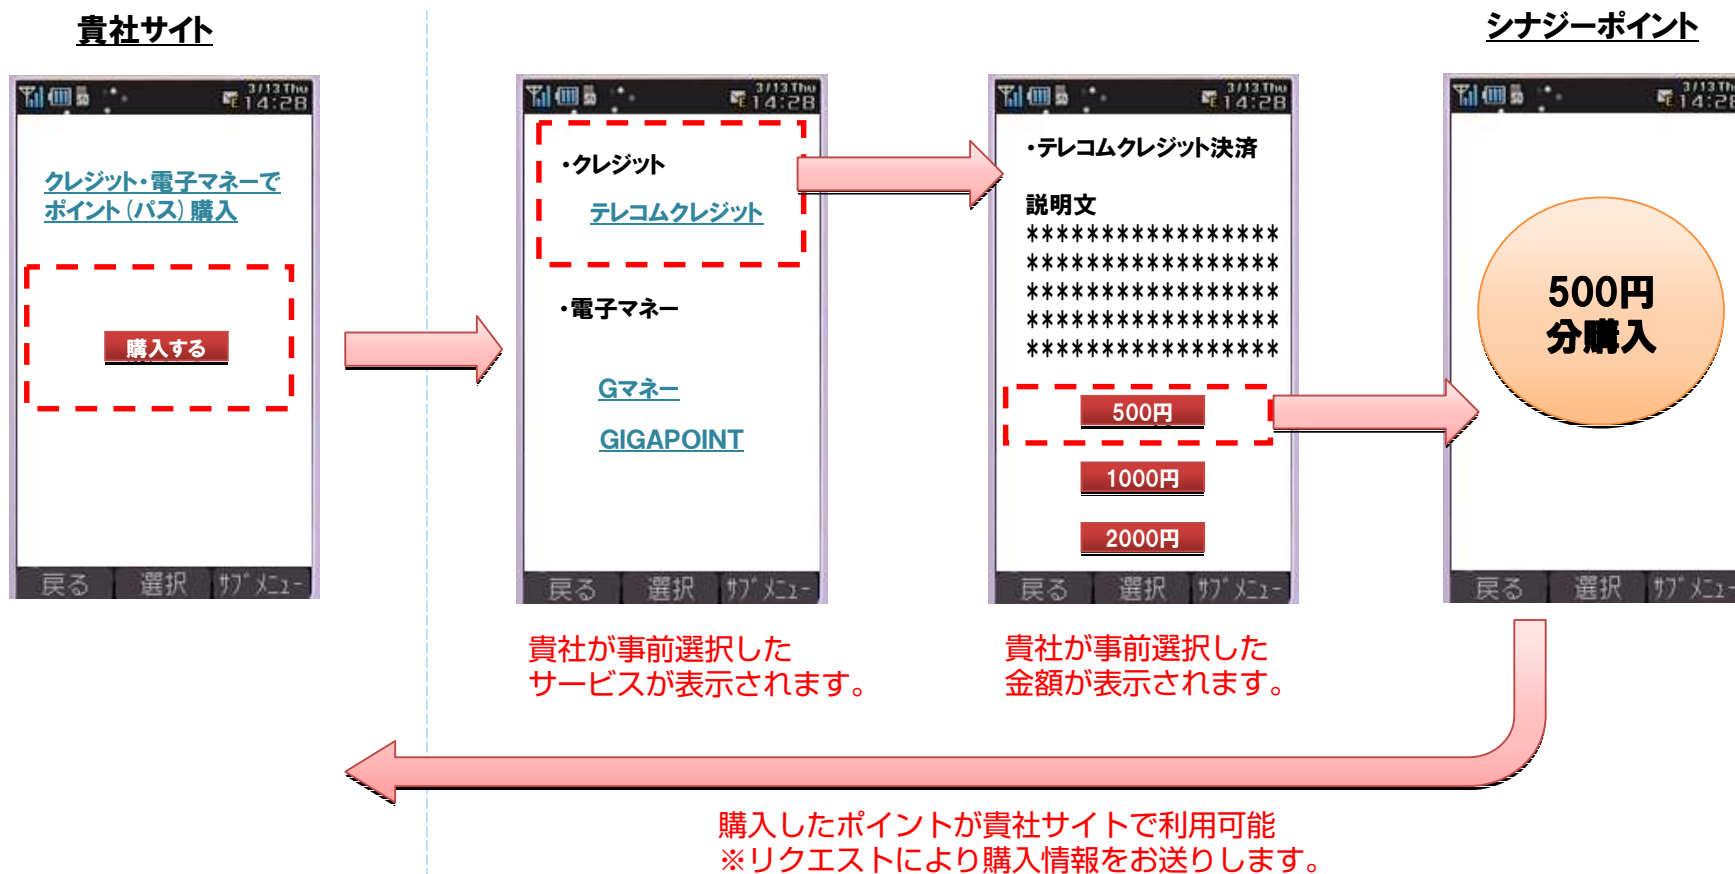 貴社サイト
シナジーポイント
3/13 Thu
14:28
クレジット・電子マネーで
ポイント(パス)購入
購入する
戻る 選択 ｻﾌﾞﾒﾆｭｰ
3/13 Thu
14:28
・クレジット
テレコムクレジット
・電子マネー
Gマネー
GIGAPOINT
戻る 選択 ｻﾌﾞﾒﾆｭｰ
貴社が事前選択した
サービスが表示されます。
3/13 Thu
14:28
・テレコムクレジット決済
説明文
*****************
*****************
*****************
*****************
*****************
500円
1000円
2000円
戻る 選択 ｻﾌﾞﾒﾆｭｰ
貴社が事前選択した
金額が表示されます。
3/13 Thu
14:28
500円
分購入
戻る 選択 ｻﾌﾞﾒﾆｭｰ
購入したポイントが貴社サイトで利用可能
※リクエストにより購入情報をお送りします。